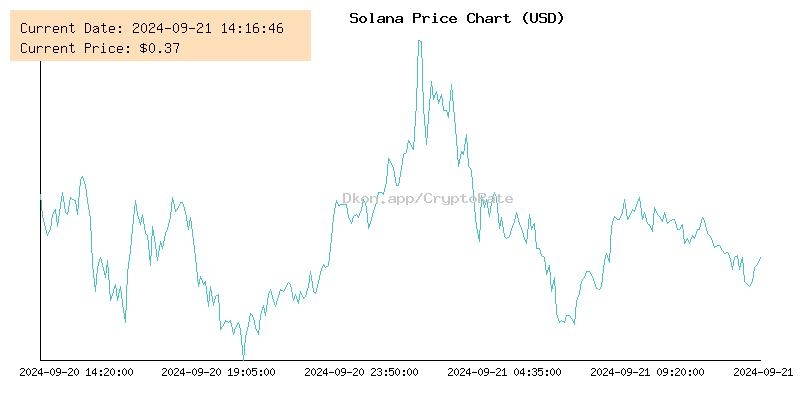 Solana Price Chart (USD)
Current Date: 2024-09-21 14:16:46
Current Price: $0.37
Dkon.app/CryptoRate
2024-09-20 14:20:00 2024-09-20 19:05:00 2024-09-20 23:50:00 2024-09-21 04:35:00 2024-09-21 09:20:00 2024-09-21